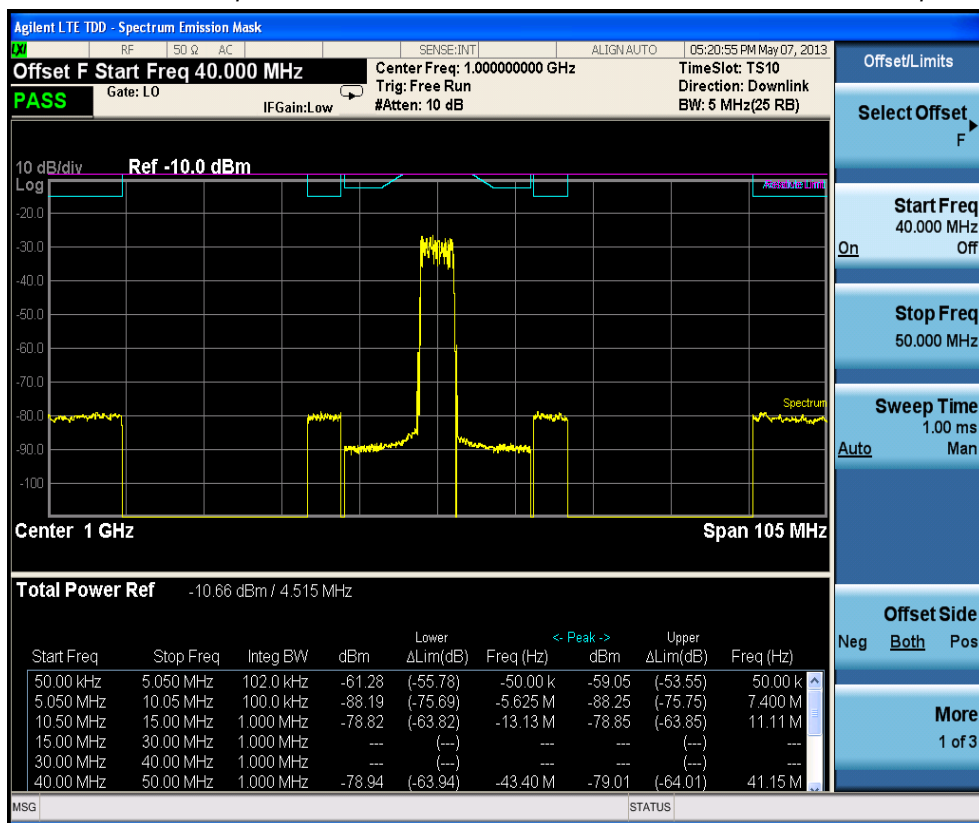 Agilent LTE TDD - Spectrum Emission Mask
LXI RF 50 Ω AC SENSE:INT ALIGN AUTO 05:20:55 PM May 07, 2013
Offset F Start Freq 40.000 MHz
Center Freq: 1.000000000 GHz
TimeSlot: TS10
PASS
Gate: LO
Trig: Free Run
Direction: Downlink
IFGain:Low
#Atten: 10 dB
BW: 5 MHz(25 RB)
10 dB/div Ref -10.0 dBm
Log
Absolute Limit
-20.0
-30.0
-40.0
-50.0
-60.0
-70.0
Spectrum
-80.0
-90.0
-100
Center 1 GHz Span 105 MHz
Total Power Ref -10.66 dBm / 4.515 MHz
Lower <- Peak -> Upper
Start Freq Stop Freq Integ BW dBm ΔLim(dB) Freq (Hz) dBm ΔLim(dB) Freq (Hz)
50.00 kHz 5.050 MHz 102.0 kHz -61.28 (-55.78) -50.00 k -59.05 (-53.55) 50.00 k
5.050 MHz 10.05 MHz 100.0 kHz -88.19 (-75.69) -5.625 M -88.25 (-75.75) 7.400 M
10.50 MHz 15.00 MHz 1.000 MHz -78.82 (-63.82) -13.13 M -78.85 (-63.85) 11.11 M
15.00 MHz 30.00 MHz 1.000 MHz --- (---) --- --- (---) ---
30.00 MHz 40.00 MHz 1.000 MHz --- (---) --- --- (---) ---
40.00 MHz 50.00 MHz 1.000 MHz -78.94 (-63.94) -43.40 M -79.01 (-64.01) 41.15 M
MSG STATUS
Offset/Limits
Select Offset
F
Start Freq
40.000 MHz
On Off
Stop Freq
50.000 MHz
Sweep Time
1.00 ms
Auto Man
Offset Side
Neg Both Pos
More
1 of 3